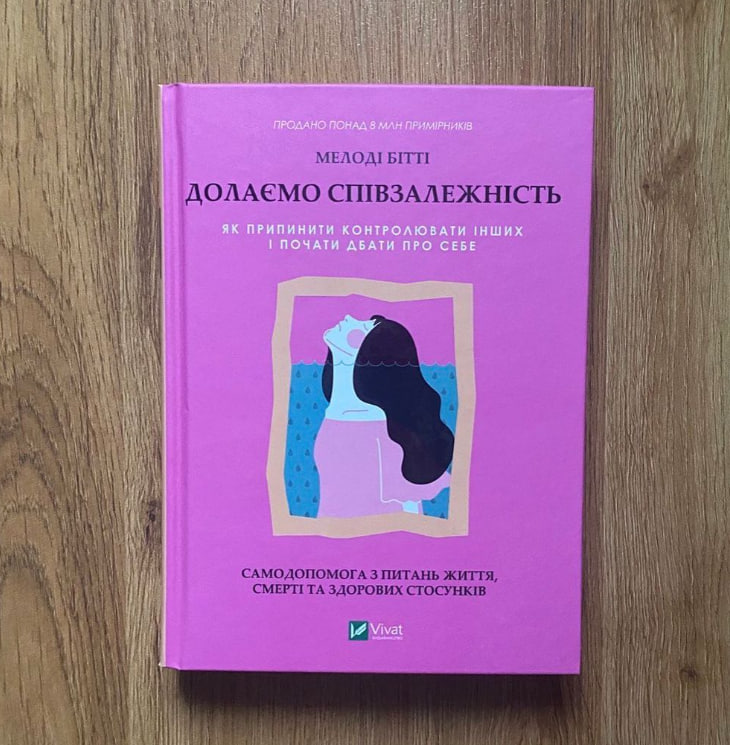 ПРОДАНО ПОНАД 8 МЛН ПРИМІРНИКІВ
МЕЛОДІ БІТТІ
ДОЛАЄМО СПІВЗАЛЕЖНІСТЬ
ЯК ПРИПИНИТИ КОНТРОЛЮВАТИ ІНШИХ
І ПОЧАТИ ДБАТИ ПРО СЕБЕ
САМОДОПОМОГА З ПИТАНЬ ЖИТТЯ,
СМЕРТІ ТА ЗДОРОВИХ СТОСУНКІВ
Vivat
ВИДАВНИЦТВО